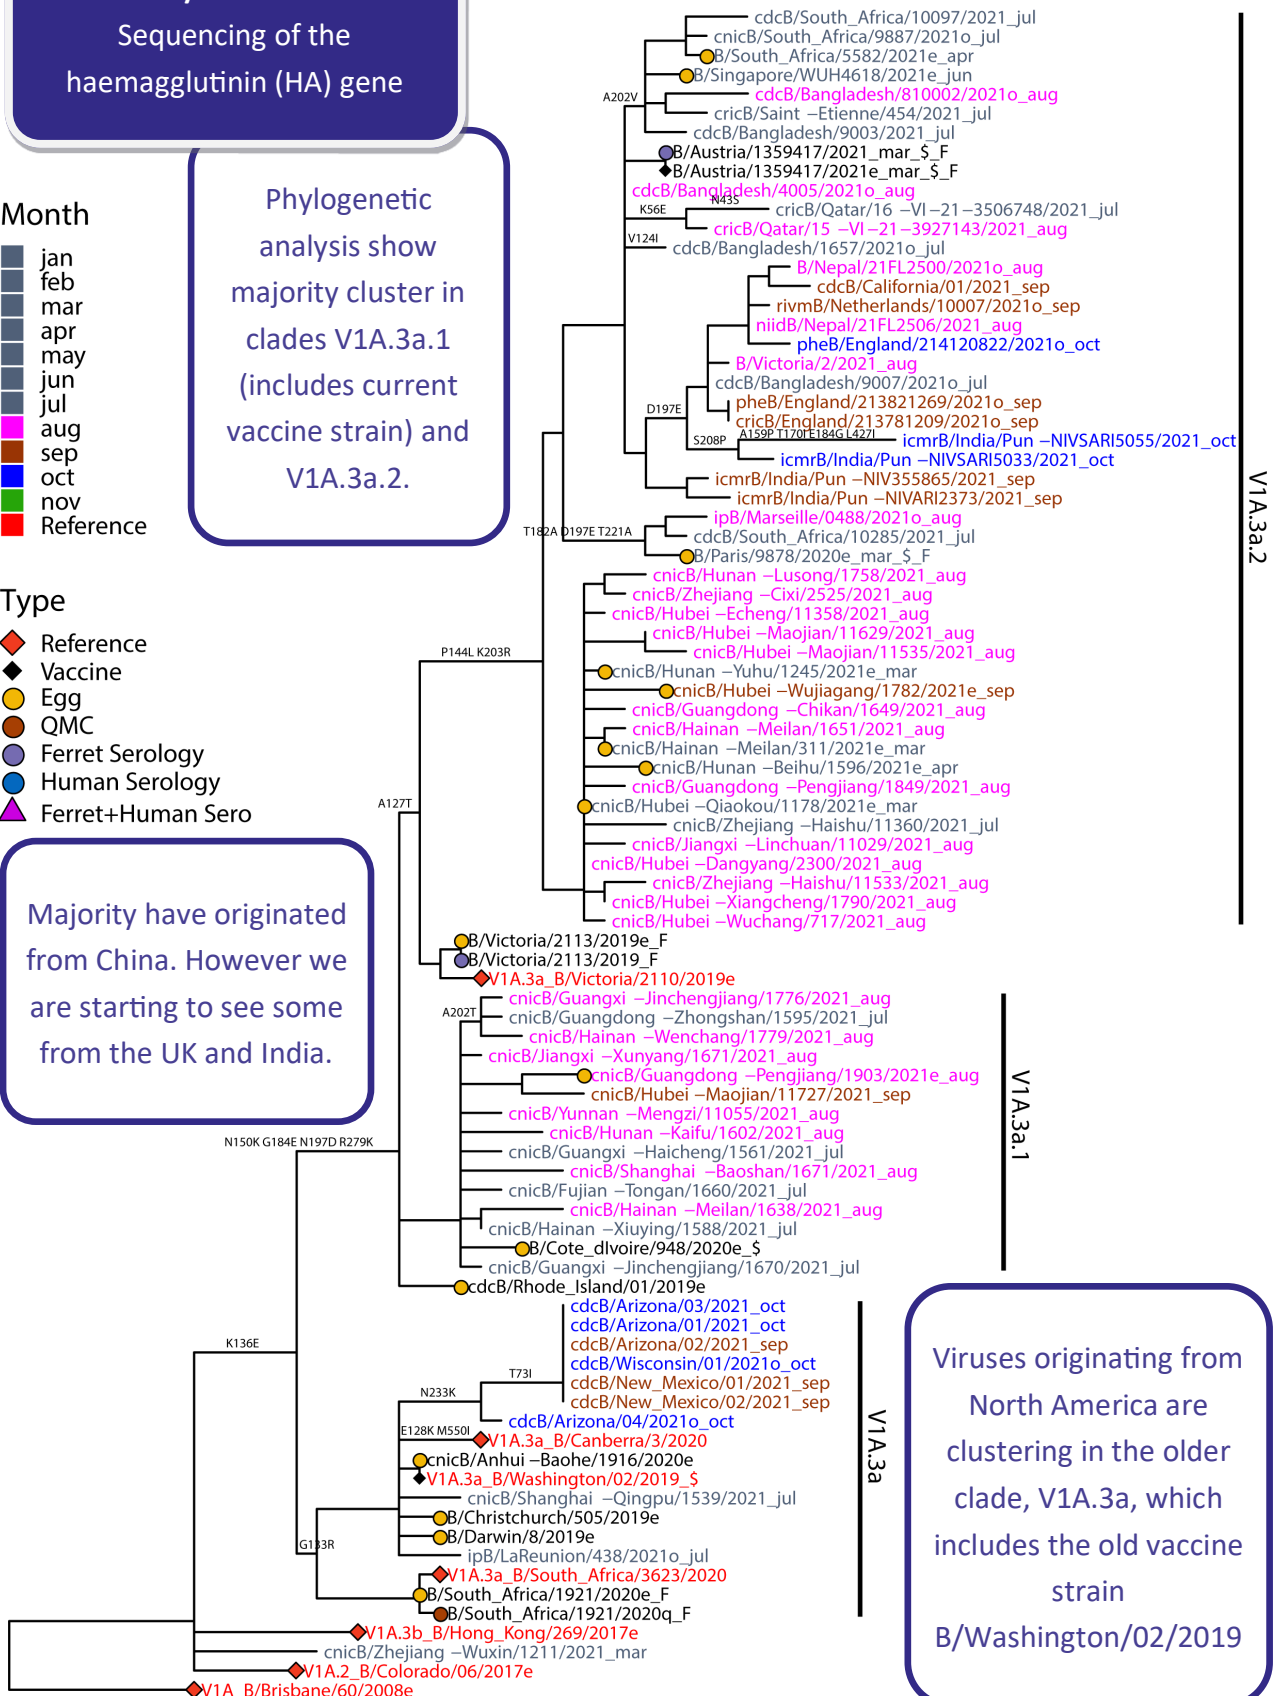 Sequencing of the
haemagglutinin (HA) gene
Phylogenetic
analysis show
majority cluster in
clades V1A.3a.1
(includes current
vaccine strain) and
V1A.3a.2.
Month
jan
feb
mar
apr
may
jun
jul
aug
sep
oct
nov
Reference
Type
Reference
Vaccine
Egg
QMC
Ferret Serology
Human Serology
Ferret+Human Sero
Majority have originated
from China. However we
are starting to see some
from the UK and India.
cdcB/South_Africa/10097/2021_jul
cnicB/South_Africa/9887/2021o_jul
B/South_Africa/5582/2021e_apr
B/Singapore/WUH4618/2021e_jun
A202V
cdcB/Bangladesh/810002/2021o_aug
cricB/Saint −Etienne/454/2021_jul
cdcB/Bangladesh/9003/2021_jul
B/Austria/1359417/2021_mar_$_F
B/Austria/1359417/2021e_mar_$_F
cdcB/Bangladesh/4005/2021o_aug
N43S
K56E
cricB/Qatar/16 −VI−21−3506748/2021_jul
cricB/Qatar/15 −VI−21−3927143/2021_aug
V124I
cdcB/Bangladesh/1657/2021o_jul
B/Nepal/21FL2500/2021o_aug
cdcB/California/01/2021_sep
rivmB/Netherlands/10007/2021o_sep
niidB/Nepal/21FL2506/2021_aug
pheB/England/214120822/2021o_oct
B/Victoria/2/2021_aug
cdcB/Bangladesh/9007/2021o_jul
D197E
pheB/England/213821269/2021o_sep
cricB/England/213781209/2021o_sep
S208P
A159P T170I E184G L427I
icmrB/India/Pun −NIVSARI5055/2021_oct
icmrB/India/Pun −NIVSARI5033/2021_oct
icmrB/India/Pun −NIV355865/2021_sep
icmrB/India/Pun −NIVARI2373/2021_sep
V1A.3a.2
ipB/Marseille/0488/2021o_aug
T182A D197E T221A
cdcB/South_Africa/10285/2021_jul
B/Paris/9878/2020e_mar_$_F
cnicB/Hunan −Lusong/1758/2021_aug
cnicB/Zhejiang −Cixi/2525/2021_aug
cnicB/Hubei −Echeng/11358/2021_aug
cnicB/Hubei −Maojian/11629/2021_aug
cnicB/Hubei −Maojian/11535/2021_aug
P144L K203R
cnicB/Hunan −Yuhu/1245/2021e_mar
cnicB/Hubei −Wujiagang/1782/2021e_sep
cnicB/Guangdong −Chikan/1649/2021_aug
cnicB/Hainan −Meilan/1651/2021_aug
cnicB/Hainan −Meilan/311/2021e_mar
cnicB/Hunan −Beihu/1596/2021e_apr
cnicB/Guangdong −Pengjiang/1849/2021_aug
A127T
cnicB/Hubei −Qiaokou/1178/2021e_mar
cnicB/Zhejiang −Haishu/11360/2021_jul
cnicB/Jiangxi −Linchuan/11029_aug
cnicB/Hubei −Dangyang/2300/2021_aug
cnicB/Zhejiang −Haishu/11533/2021_aug
cnicB/Hubei −Xiangcheng/1790/2021_aug
cnicB/Hubei −Wuchang/717/2021_aug
B/Victoria/2113/2019e_F
B/Victoria/2113/2019_F
V1A.3a_B/Victoria/2110/2019e
cnicB/Guangxi −Jinchengjiang/1776/2021_aug
A202T
cnicB/Guangdong −Zhongshan/1595/2021_jul
cnicB/Hainan −Wenchang/1779/2021_aug
cnicB/Jiangxi −Xunyang/1671/2021_aug
cnicB/Guangdong −Pengjiang/1903/2021e_aug
cnicB/Hubei −Maojian/11727/2021_sep
cnicB/Yunnan −Mengzi/11055/2021_aug
cnicB/Hunan −Kaifu/1602/2021_aug
V1A.3a.1
N150K G184E N197D R279K
cnicB/Guangxi −Haicheng/1561/2021_jul
cnicB/Shanghai −Baoshan/1671/2021_aug
cnicB/Fujian −Tongan/1660/2021_jul
cnicB/Hainan −Meilan/1638/2021_aug
cnicB/Hainan −Xiuying/1588/2021_jul
B/Cote_dIvoire/948/2020e_$
cnicB/Guangxi −Jinchengjiang/1670/2021_jul
cdcB/Rhode_Island/01/2019e
cdcB/Arizona/03/2021_oct
cdcB/Arizona/01/2021_oct
K136E
cdcB/Arizona/02/2021_sep
cdcB/Wisconsin/01/2021o_oct
T73I
cdcB/New_Mexico/01/2021_sep
N233K
cdcB/New_Mexico/02/2021_sep
cdcB/Arizona/04/2021o_oct
E128K M550I
V1A.3a_B/Canberra/3/2020
V1A.3a
cnicB/Anhui −Baohe/1916/2020e
V1A.3a_B/Washington/02/2019_$
cnicB/Shanghai −Qingpu/1539/2021_jul
B/Christchurch/505/2019e
B/Darwin/8/2019e
G133R
ipB/LaReunion/438/2021o_jul
V1A.3a_B/South_Africa/3623/2020
B/South_Africa/1921/2020e_F
B/South_Africa/1921/2020q_F
V1A.3b_B/Hong_Kong/269/2017e
cnicB/Zhejiang −Wuxin/1211/2021_mar
V1A.2_B/Colorado/06/2017e
V1A_B/Brisbane/60/2008e
Viruses originating from
North America are
clustering in the older
clade, V1A.3a, which
includes the old vaccine
strain
B/Washington/02/2019